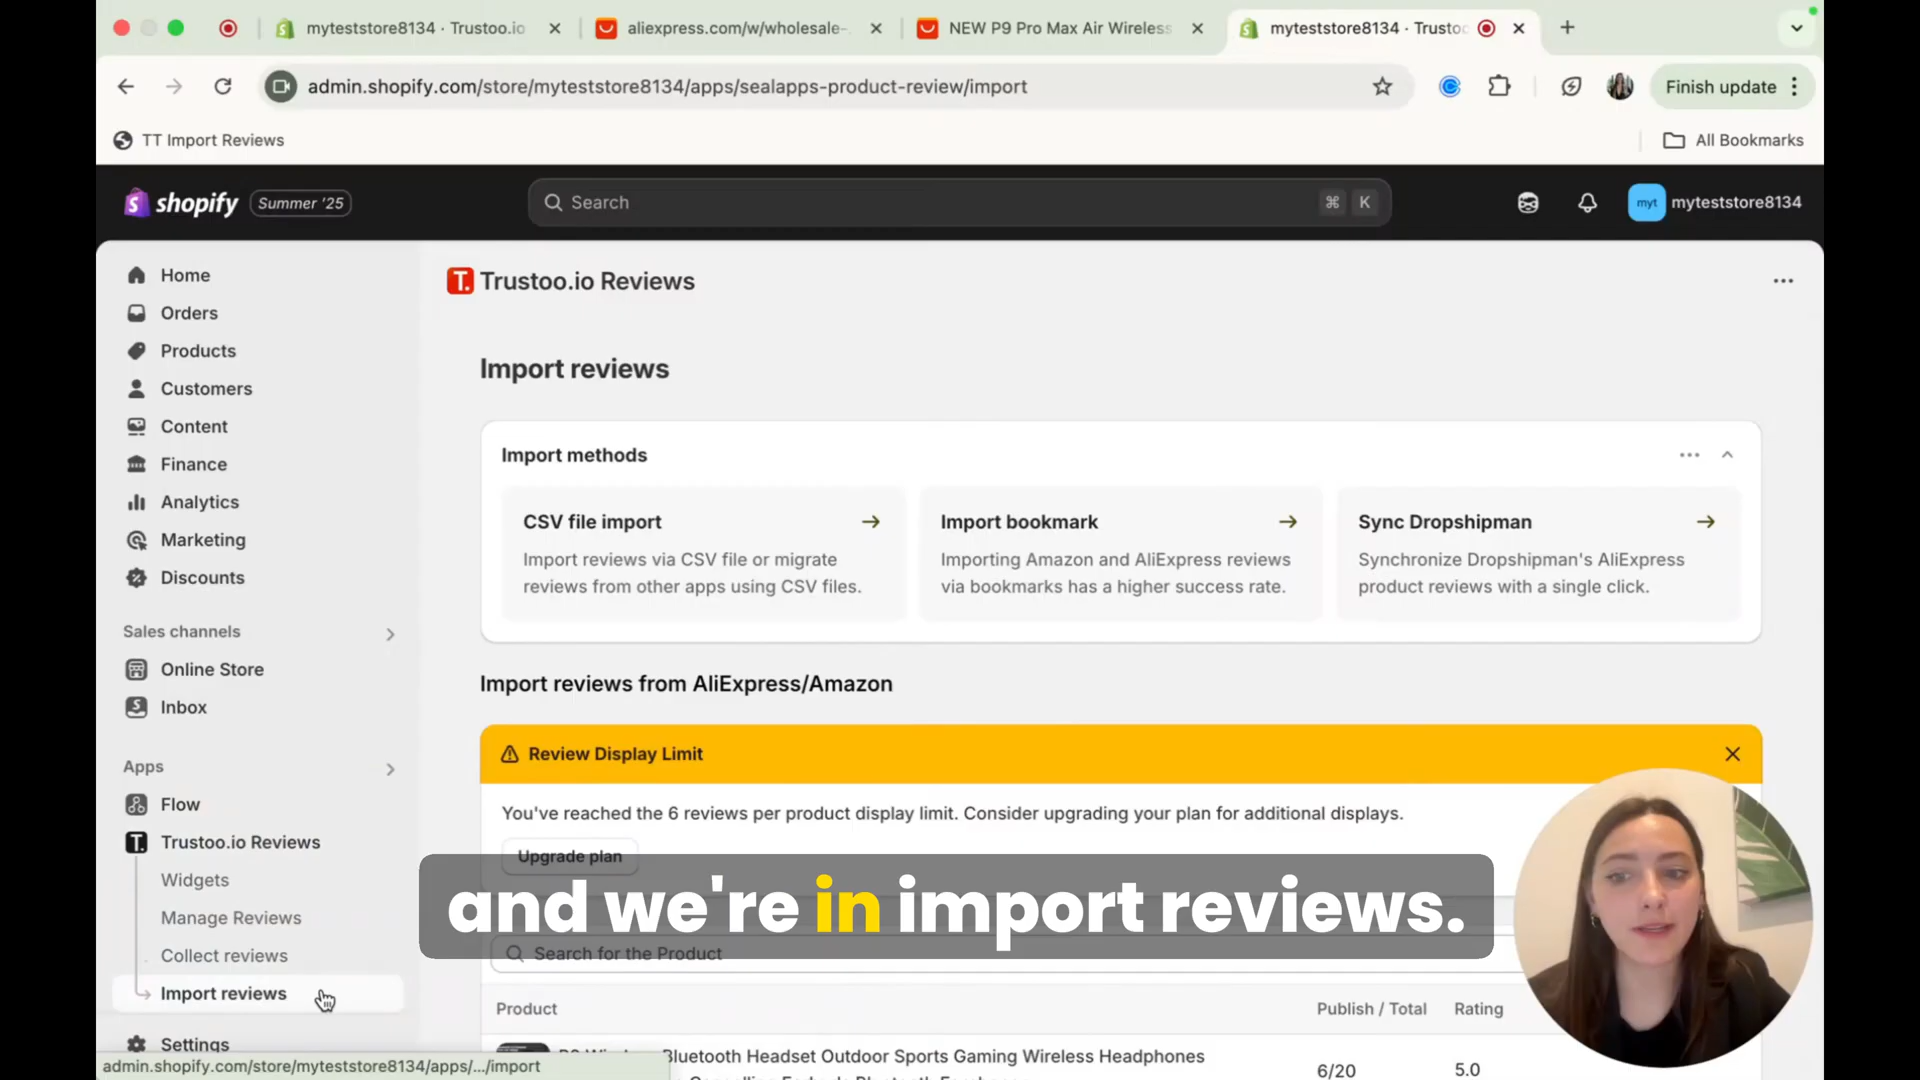 myteststore8134 · Trustoo.io
aliexpress.com/w/wholesale-
NEW P9 Pro Max Air Wireless
myteststore8134 · Trustoo
admin.shopify.com/store/myteststore8134/apps/sealapps-product-review/import
Finish update
TT Import Reviews
All Bookmarks
shopify
Summer '25
Search
⌘ K
myt
myteststore8134
Home
Orders
Products
Customers
Content
Finance
Analytics
Marketing
Discounts
Sales channels
Online Store
Inbox
Apps
Flow
Trustoo.io Reviews
Widgets
Manage Reviews
Collect reviews
Import reviews
Settings
admin.shopify.com/store/myteststore8134/apps/.../import
T. Trustoo.io Reviews
Import reviews
Import methods
CSV file import
Import reviews via CSV file or migrate
reviews from other apps using CSV files.
Import bookmark
Importing Amazon and AliExpress reviews
via bookmarks has a higher success rate.
Sync Dropshipman
Synchronize Dropshipman's AliExpress
product reviews with a single click.
Import reviews from AliExpress/Amazon
Review Display Limit
You've reached the 6 reviews per product display limit. Consider upgrading your plan for additional displays.
Upgrade plan
and we're in import reviews.
Search for the Product
Product
Publish / Total
Rating
Bluetooth Headset Outdoor Sports Gaming Wireless Headphones
6/20
5.0